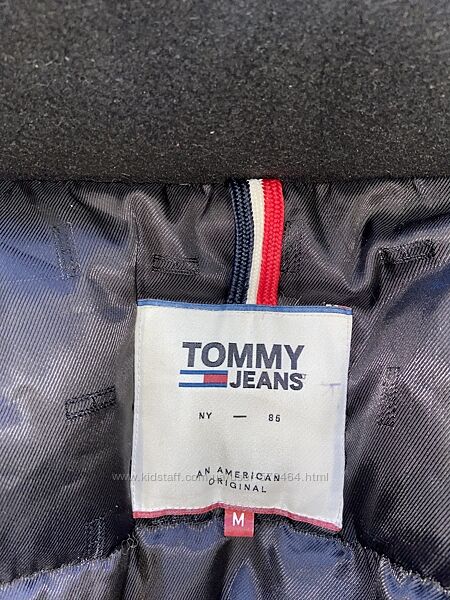 TOMMY
JEANS
NY — 85
AN AMERICAN
ORIGINAL
M